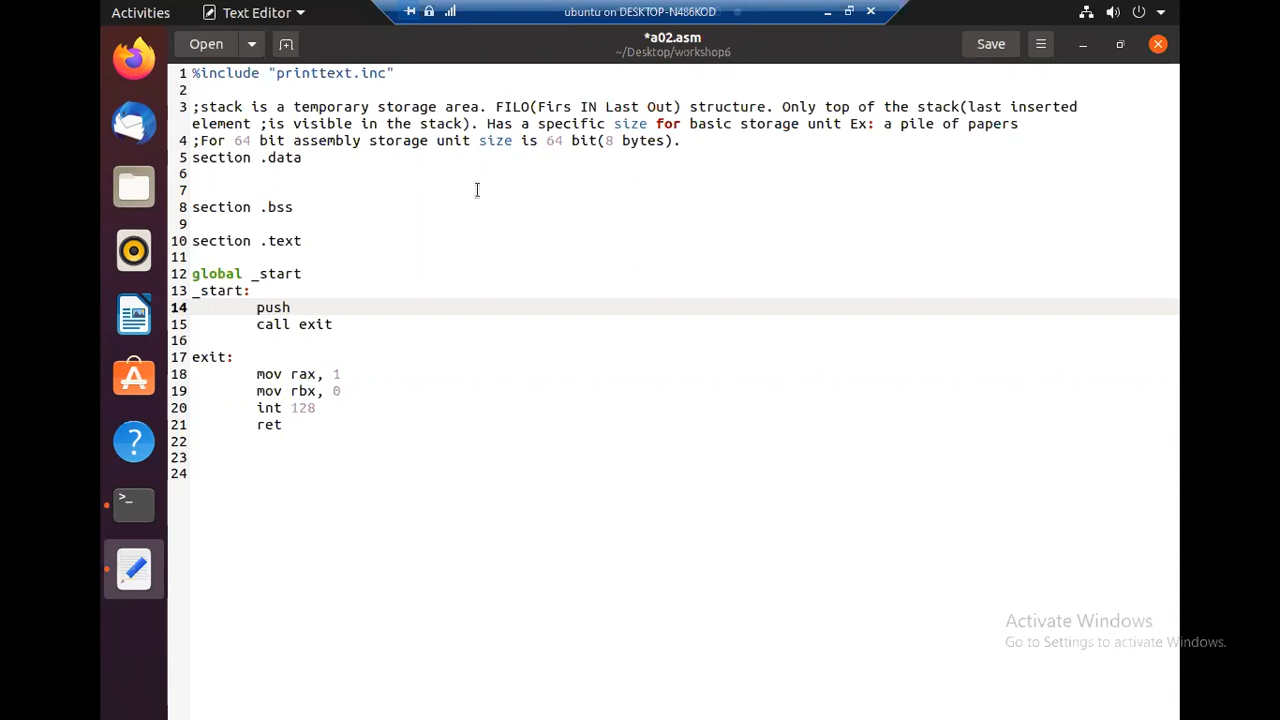 Activities
Text Editor
ubuntu on DESKTOP-N486KOD
Open
*a02.asm
~/Desktop/workshop6
Save
1 %include "printtext.inc"
2
3 ;stack is a temporary storage area. FILO(Firs IN Last Out) structure. Only top of the stack(last inserted
element ;is visible in the stack). Has a specific size for basic storage unit Ex: a pile of papers
4 ;For 64 bit assembly storage unit size is 64 bit(8 bytes).
5 section .data
6
7
8 section .bss
9
10 section .text
11
12 global _start
13 _start:
14 push
15 call exit
16
17 exit:
18 mov rax, 1
19 mov rbx, 0
20 int 128
21 ret
22
23
24
Activate Windows
Go to Settings to activate Windows.